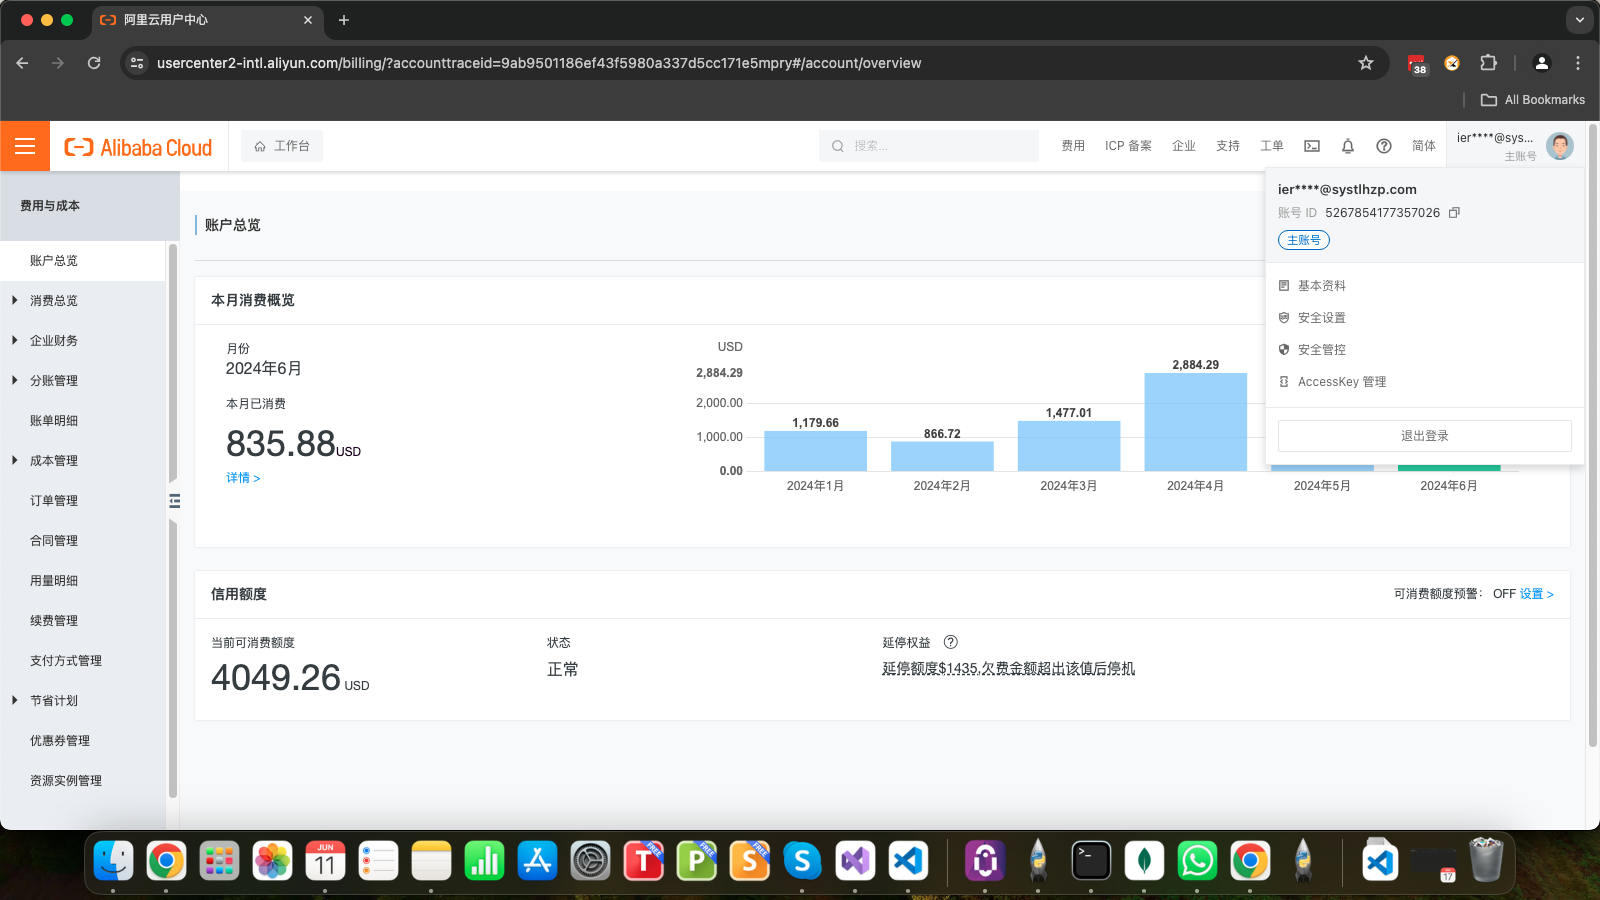 阿里云用户中心
usercenter2-intl.aliyun.com/billing/?accounttraceid=9ab9501186ef43f5980a337d5cc171e5mpry#/account/overview
38
All Bookmarks
Alibaba Cloud
工作台
搜索...
费用
ICP 备案
企业
支持
工单
简体
ier****@sys...
主账号
ier****@systlhzp.com
账号 ID 5267854177357026
主账号
基本资料
安全设置
安全管控
AccessKey 管理
退出登录
费用与成本
账户总览
消费总览
企业财务
分账管理
账单明细
成本管理
订单管理
合同管理
用量明细
续费管理
支付方式管理
节省计划
优惠券管理
资源实例管理
账户总览
本月消费概览
月份
2024年6月
本月已消费
835.88USD
详情 >
USD
2,884.29
2,000.00
1,000.00
0.00
1,179.66
866.72
1,477.01
2,884.29
2024年1月
2024年2月
2024年3月
2024年4月
2024年5月
2024年6月
信用额度
可消费额度预警： OFF 设置 >
当前可消费额度
4049.26 USD
状态
正常
延停权益
延停额度$1435,欠费金额超出该值后停机
JUN
11
T FREE
P FREE
S FREE
S
17